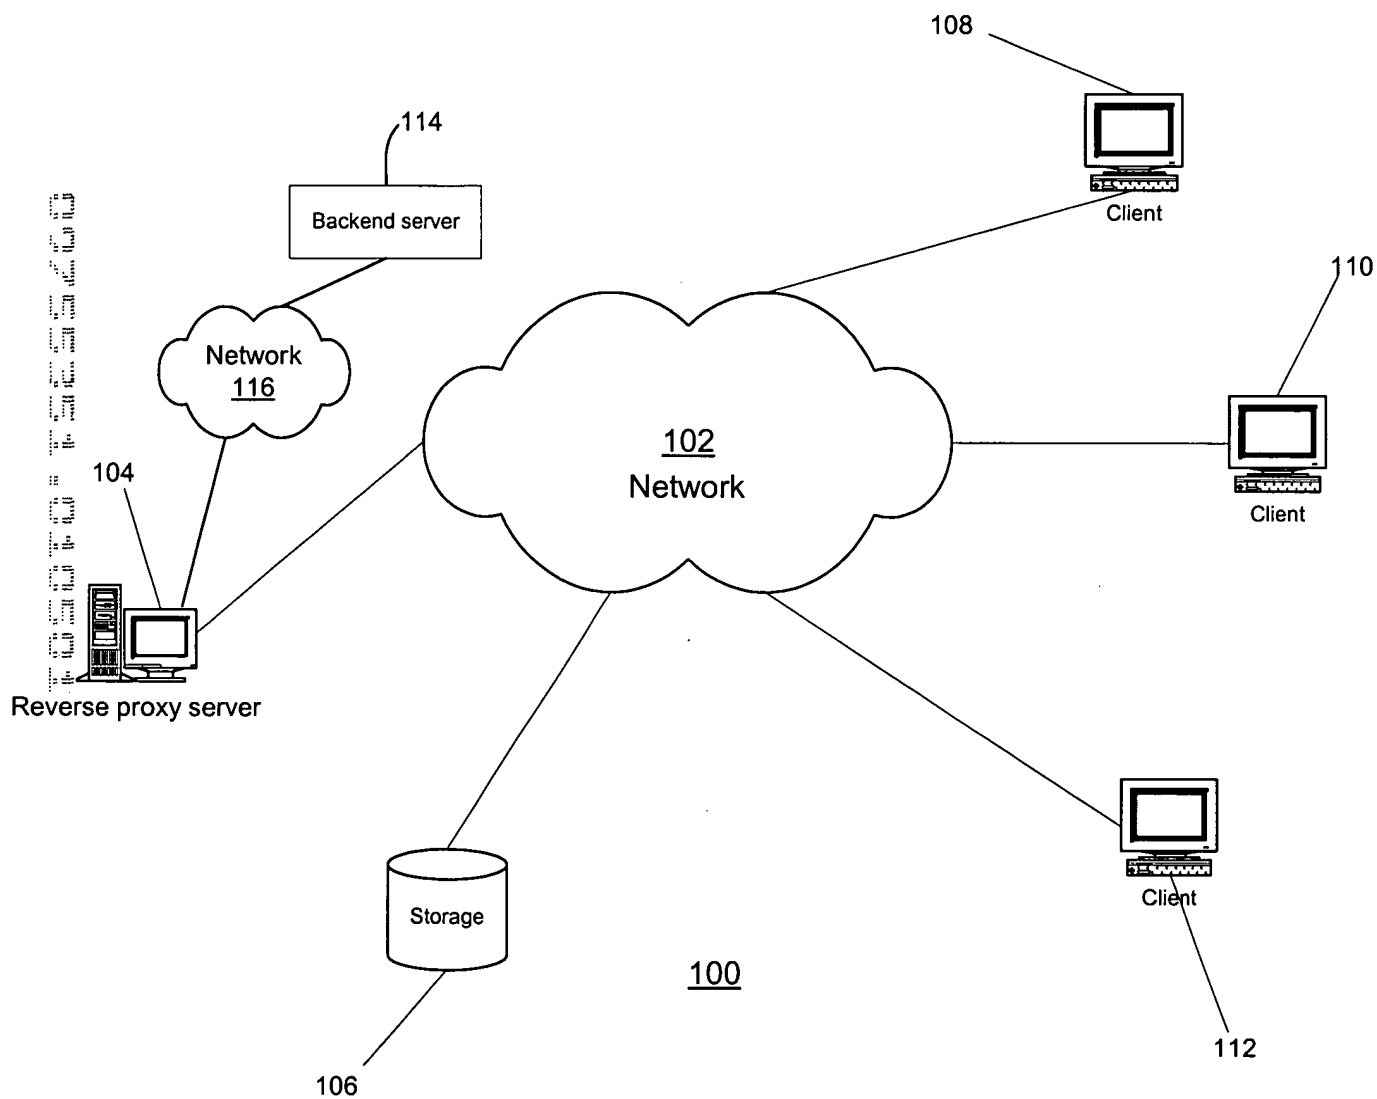 108
114
Client
Backend server
110
Network
116
102
Network
104
Client
Reverse proxy server
Client
Storage
100
112
106